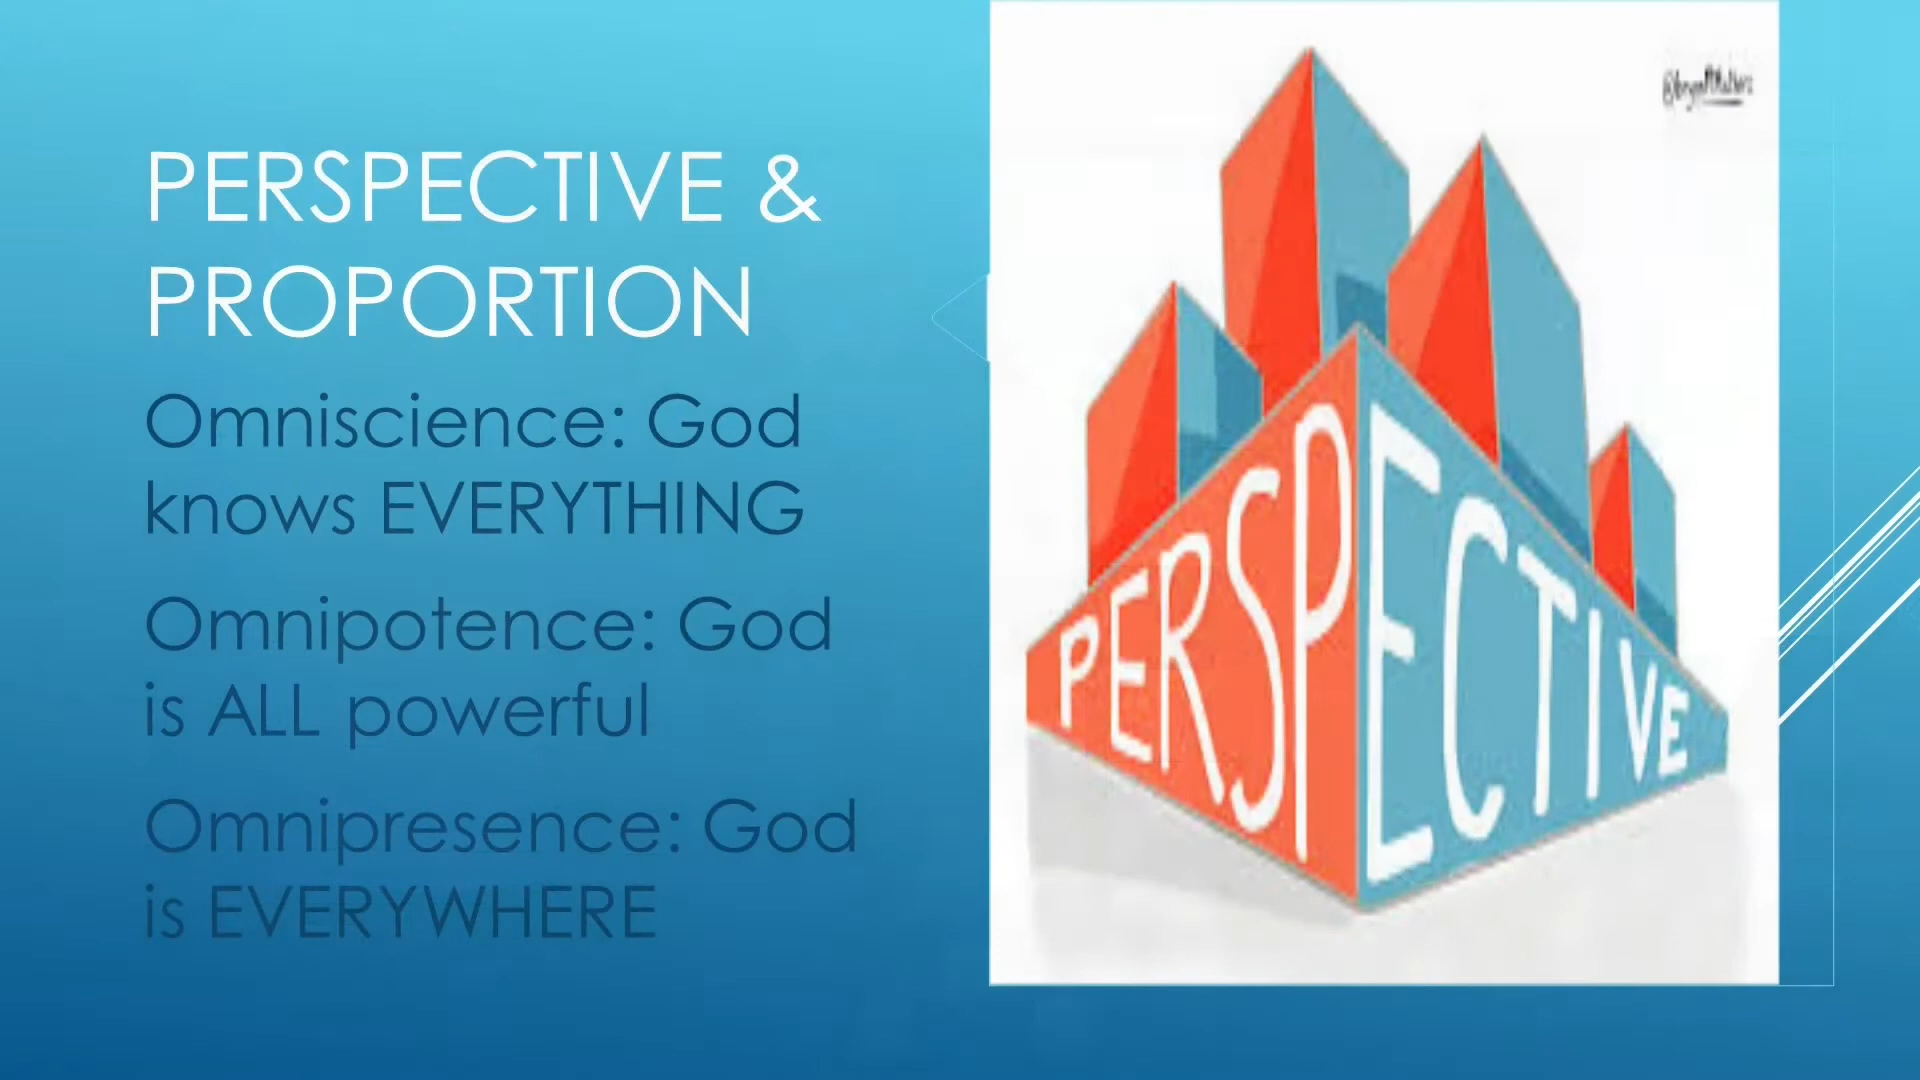 PERSPECTIVE &
PROPORTION
Omniscience: God
knows EVERYTHING
Omnipotence: God
is ALL powerful
Omnipresence: God
is EVERYWHERE
PERSPECTIVE